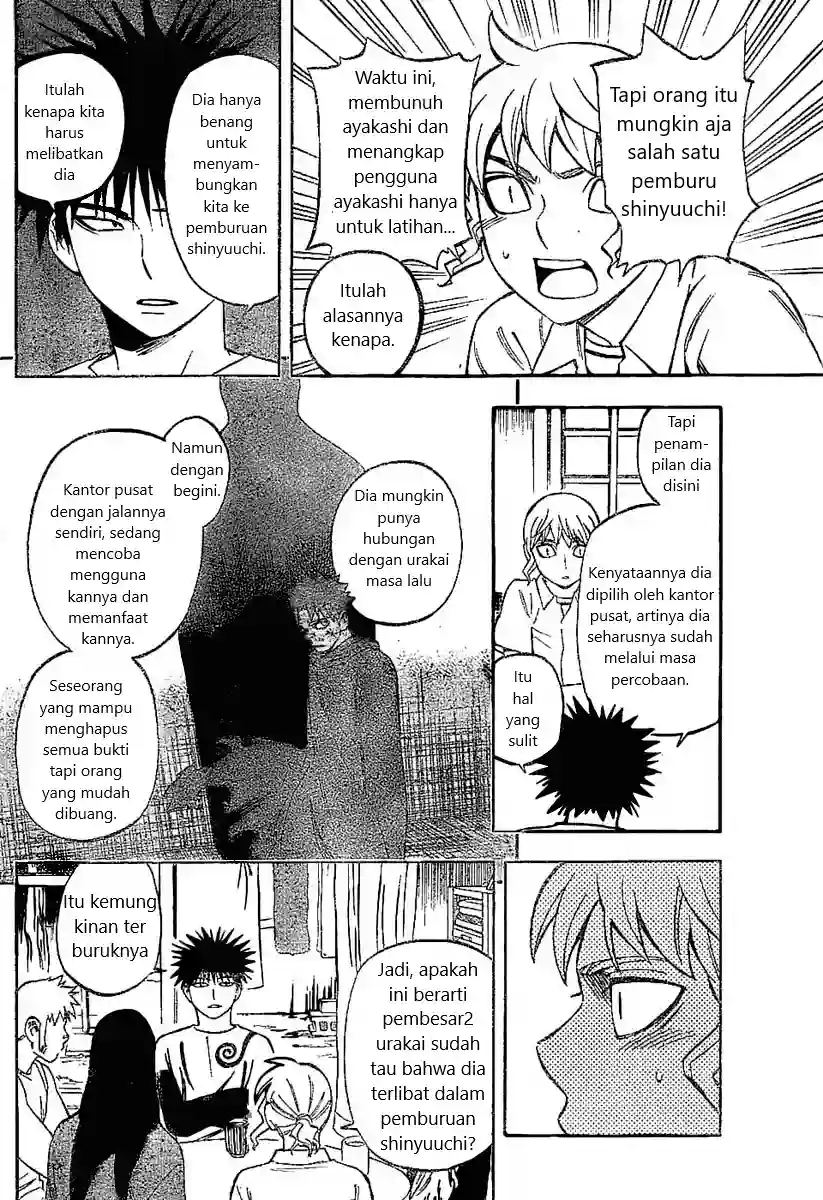 Tapi orang itu
mungkin aja
salah satu
pemburu
shinyuuchi!
Waktu ini,
membunuh
ayakashi dan
menangkap
pengguna
ayakashi hanya
untuk latihan...
Itulah
alasannya
kenapa.
Dia hanya
benang
untuk
menyam-
bungkan
kita ke
pemburuan
shinyuuchi.
Itulah
kenapa kita
harus
melibatkan
dia
Tapi
penam-
pilan dia
disini
Kenyataannya dia
dipilih oleh kantor
pusat, artinya dia
seharusnya sudah
melalui masa
percobaan.
Itu
hal
yang
sulit
Dia mungkin
punya
hubungan
dengan urakai
masa lalu
Namun
dengan
begini.
Kantor pusat
dengan jalannya
sendiri, sedang
mencoba
mengguna
kannya dan
memanfaat
kannya.
Seseorang
yang mampu
menghapus
semua bukti
tapi orang
yang mudah
dibuang.
Jadi, apakah
ini berarti
pembesar2
urakai sudah
tau bahwa dia
terlibat dalam
pemburuan
shinyuuchi?
Itu kemung
kinan ter
buruknya